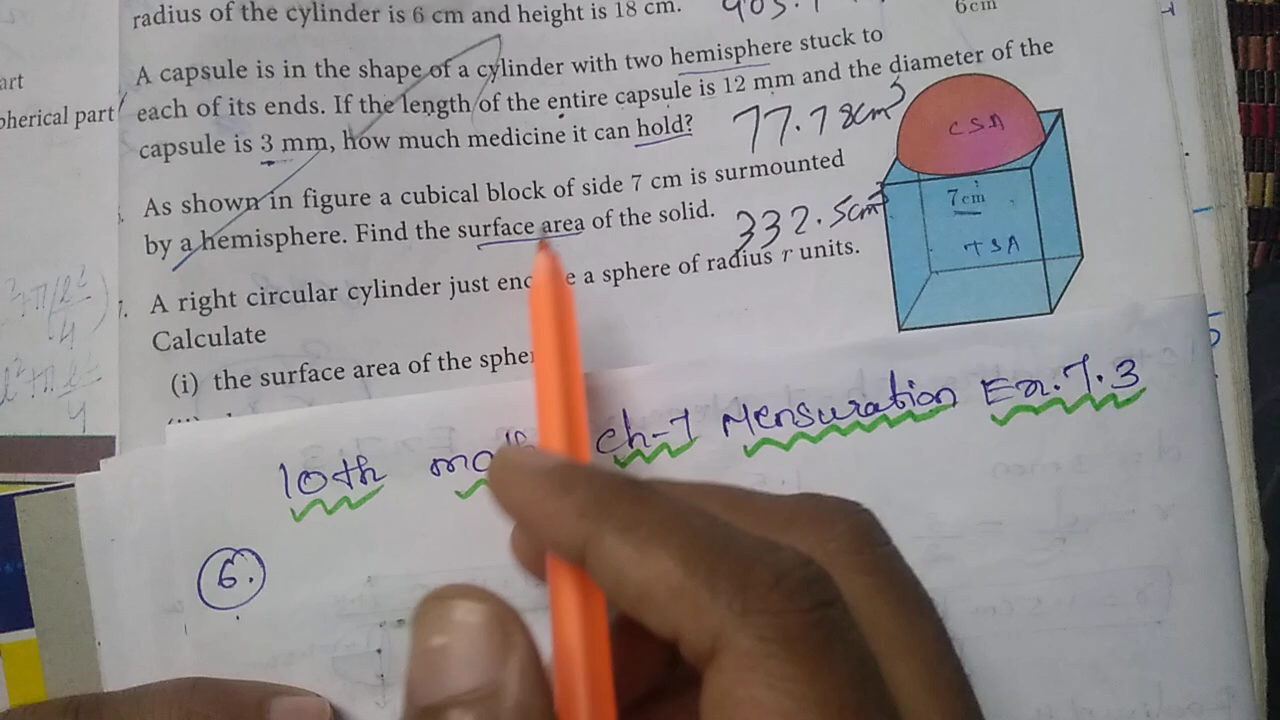 radius of the cylinder is 6 cm and height is 18 cm.
6cm
art
pherical part
A capsule is in the shape of a cylinder with two hemisphere stuck to
each of its ends. If the length of the entire capsule is 12 mm and the diameter of the
capsule is 3 mm, how much medicine it can hold? 77.78cm³
CSA
As shown in figure a cubical block of side 7 cm is surmounted
by a hemisphere. Find the surface area of the solid. 332.5cm²
7cm
TSA
7. A right circular cylinder just enc e a sphere of radius r units.
Calculate
(i) the surface area of the sphe
10th ch-7 Mensuration Ex.7.3
6.